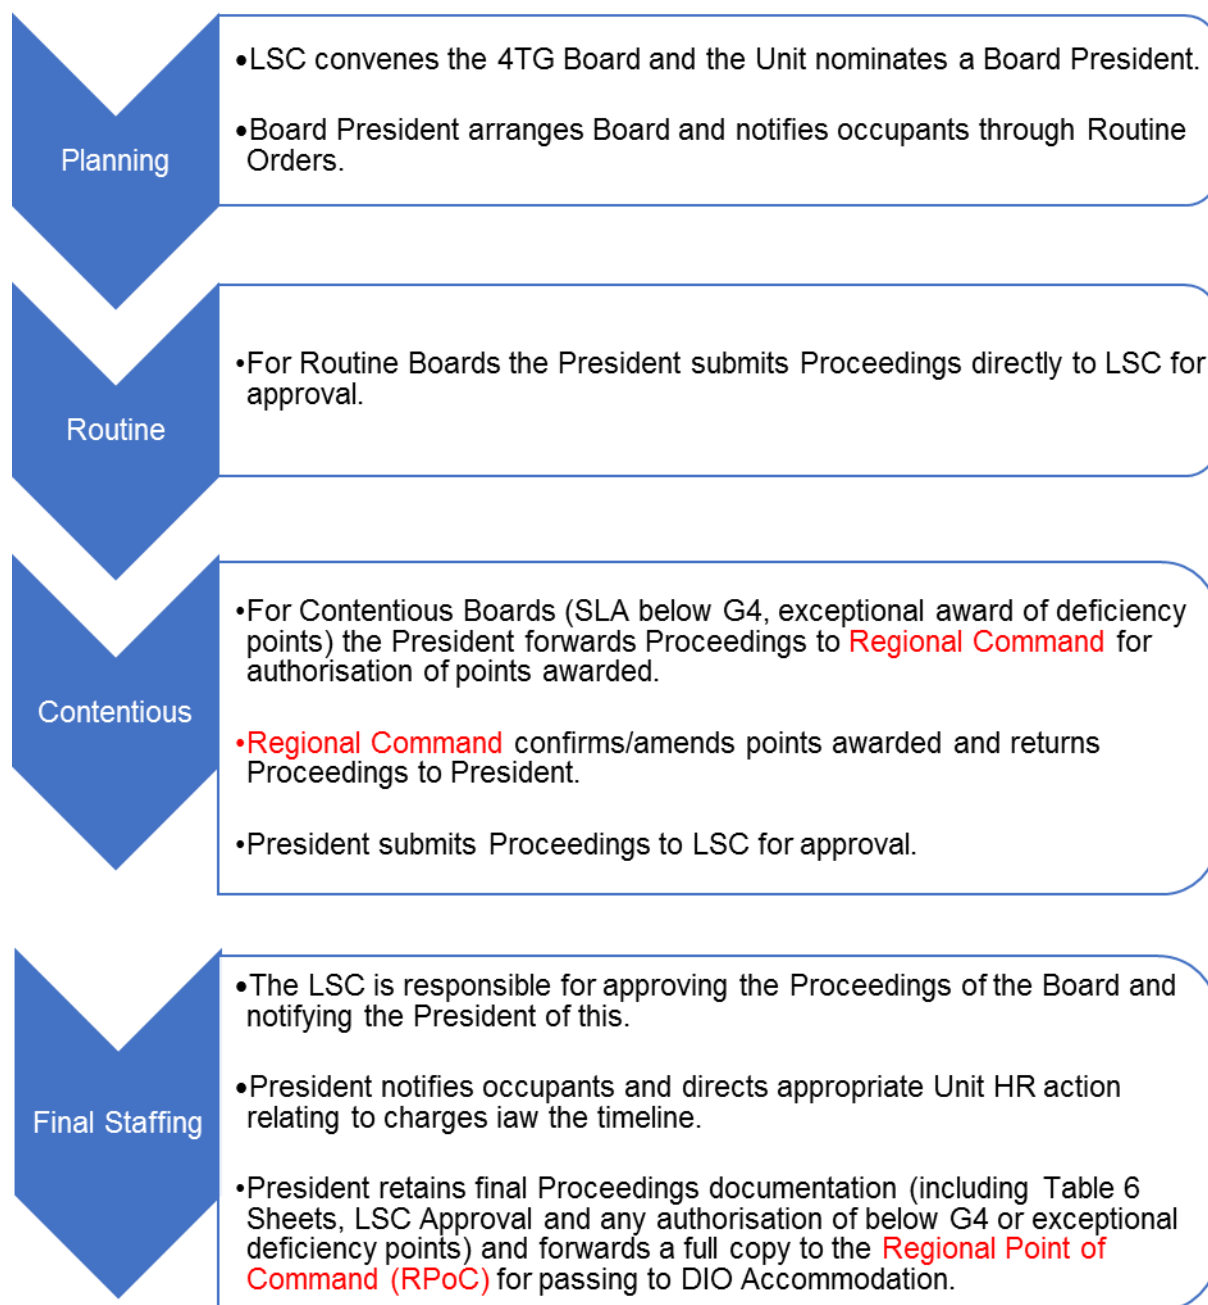 Planning
•LSC convenes the 4TG Board and the Unit nominates a Board President.
•Board President arranges Board and notifies occupants through Routine
Orders.
Routine
•For Routine Boards the President submits Proceedings directly to LSC for
approval.
Contentious
•For Contentious Boards (SLA below G4, exceptional award of deficiency
points) the President forwards Proceedings to Regional Command for
authorisation of points awarded.
•Regional Command confirms/amends points awarded and returns
Proceedings to President.
•President submits Proceedings to LSC for approval.
Final Staffing
•The LSC is responsible for approving the Proceedings of the Board and
notifying the President of this.
•President notifies occupants and directs appropriate Unit HR action
relating to charges iaw the timeline.
•President retains final Proceedings documentation (including Table 6
Sheets, LSC Approval and any authorisation of below G4 or exceptional
deficiency points) and forwards a full copy to the Regional Point of
Command (RPoC) for passing to DIO Accommodation.